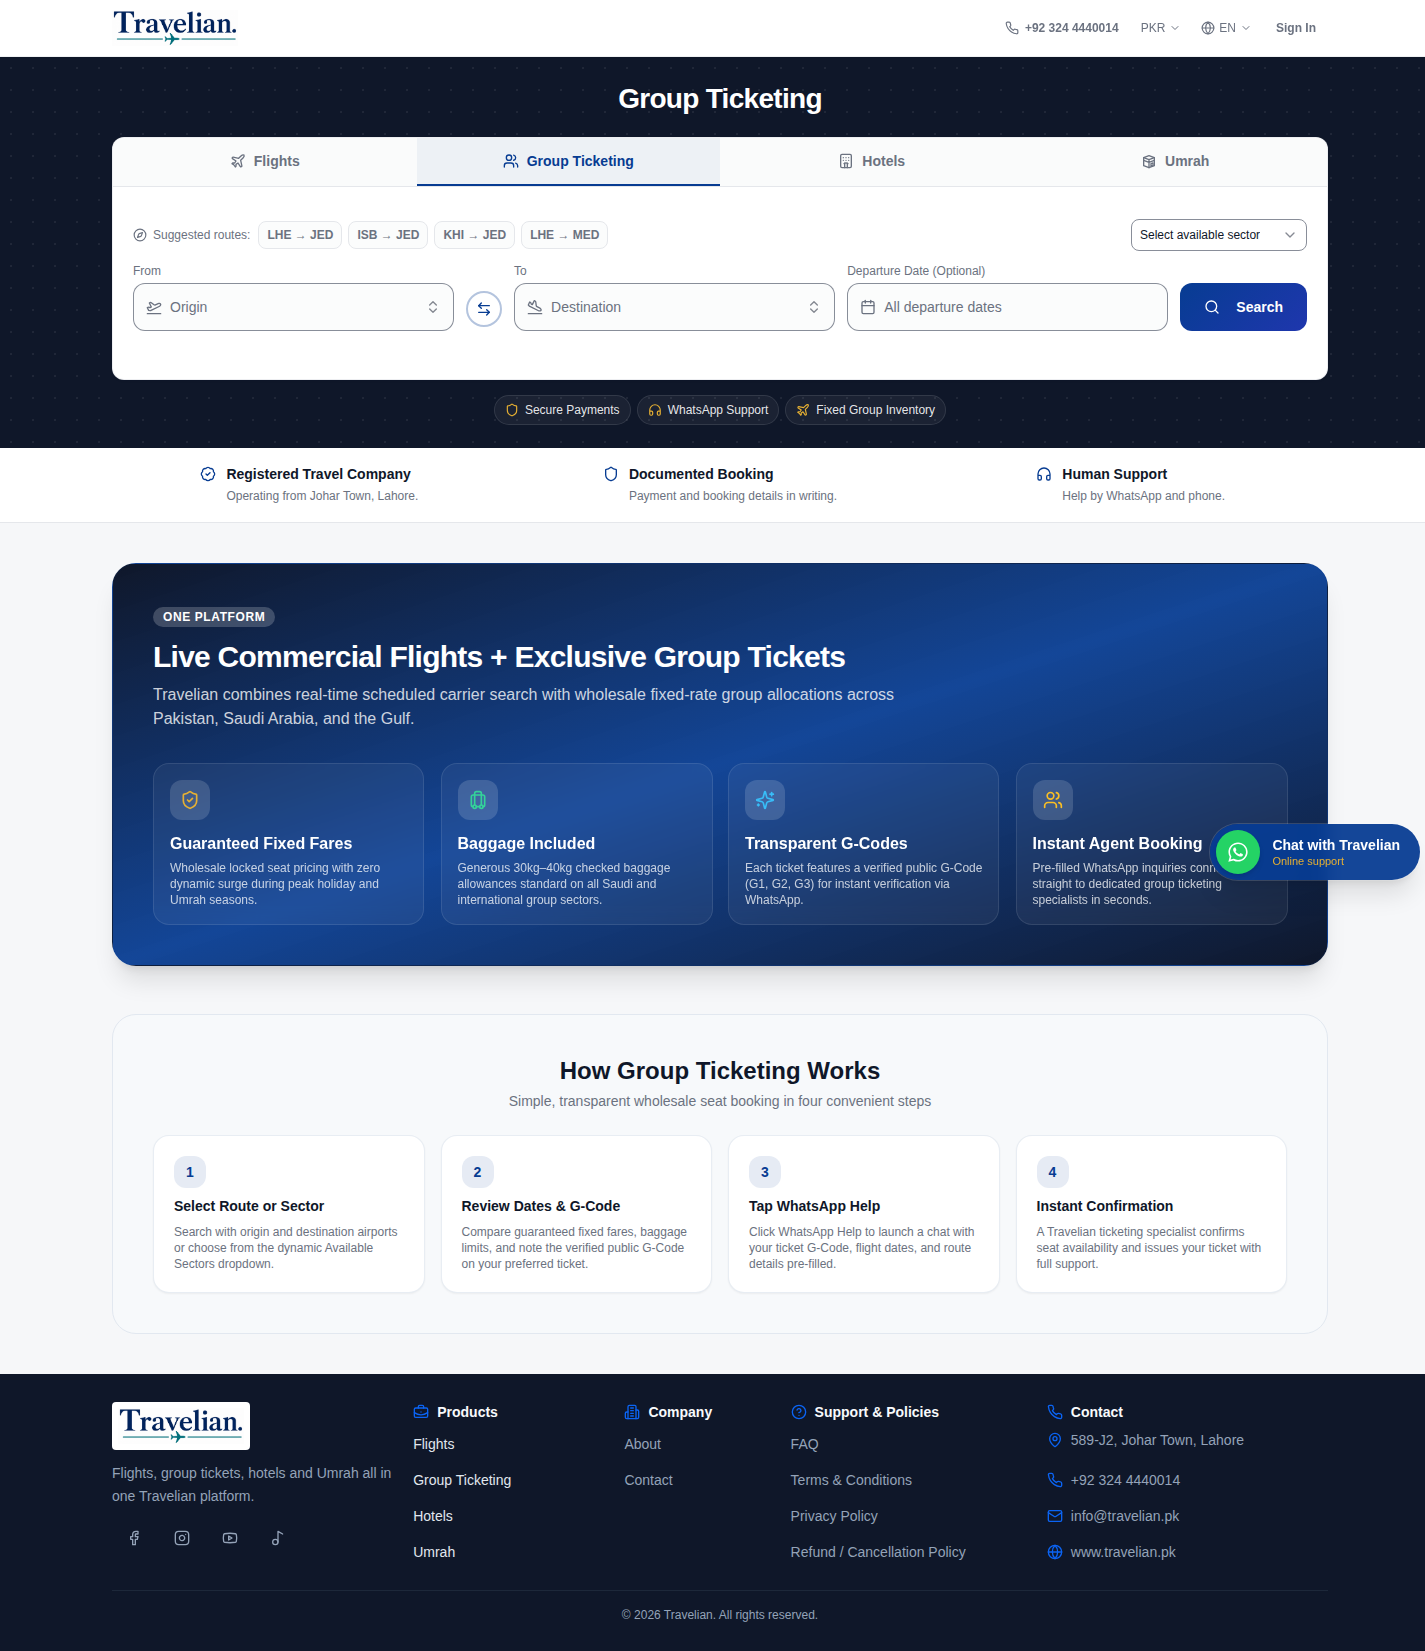 Travelian.
+92 324 4440014
PKR
EN
Sign In
Group Ticketing
Flights
Group Ticketing
Hotels
Umrah
Suggested routes:
LHE → JED
ISB → JED
KHI → JED
LHE → MED
Select available sector
From
To
Departure Date (Optional)
Origin
Destination
All departure dates
Search
Secure Payments
WhatsApp Support
Fixed Group Inventory
Registered Travel Company
Operating from Johar Town, Lahore.
Documented Booking
Payment and booking details in writing.
Human Support
Help by WhatsApp and phone.
ONE PLATFORM
Live Commercial Flights + Exclusive Group Tickets
Travelian combines real-time scheduled carrier search with wholesale fixed-rate group allocations across
Pakistan, Saudi Arabia, and the Gulf.
Guaranteed Fixed Fares
Wholesale locked seat pricing with zero
dynamic surge during peak holiday and
Umrah seasons.
Baggage Included
Generous 30kg–40kg checked baggage
allowances standard on all Saudi and
international group sectors.
Transparent G-Codes
Each ticket features a verified public G-Code
(G1, G2, G3) for instant verification via
WhatsApp.
Instant Agent Booking
Pre-filled WhatsApp inquiries
straight to dedicated group ticketing
specialists in seconds.
Chat with Travelian
Online support
How Group Ticketing Works
Simple, transparent wholesale seat booking in four convenient steps
1
Select Route or Sector
Search with origin and destination airports
or choose from the dynamic Available
Sectors dropdown.
2
Review Dates & G-Code
Compare guaranteed fixed fares, baggage
limits, and note the verified public G-Code
on your preferred ticket.
3
Tap WhatsApp Help
Click WhatsApp Help to launch a chat with
your ticket G-Code, flight dates, and route
details pre-filled.
4
Instant Confirmation
A Travelian ticketing specialist confirms
seat availability and issues your ticket with
full support.
Travelian.
Flights, group tickets, hotels and Umrah all in
one Travelian platform.
Products
Flights
Group Ticketing
Hotels
Umrah
Company
About
Contact
Support & Policies
FAQ
Terms & Conditions
Privacy Policy
Refund / Cancellation Policy
Contact
589-J2, Johar Town, Lahore
+92 324 4440014
info@travelian.pk
www.travelian.pk
© 2026 Travelian. All rights reserved.